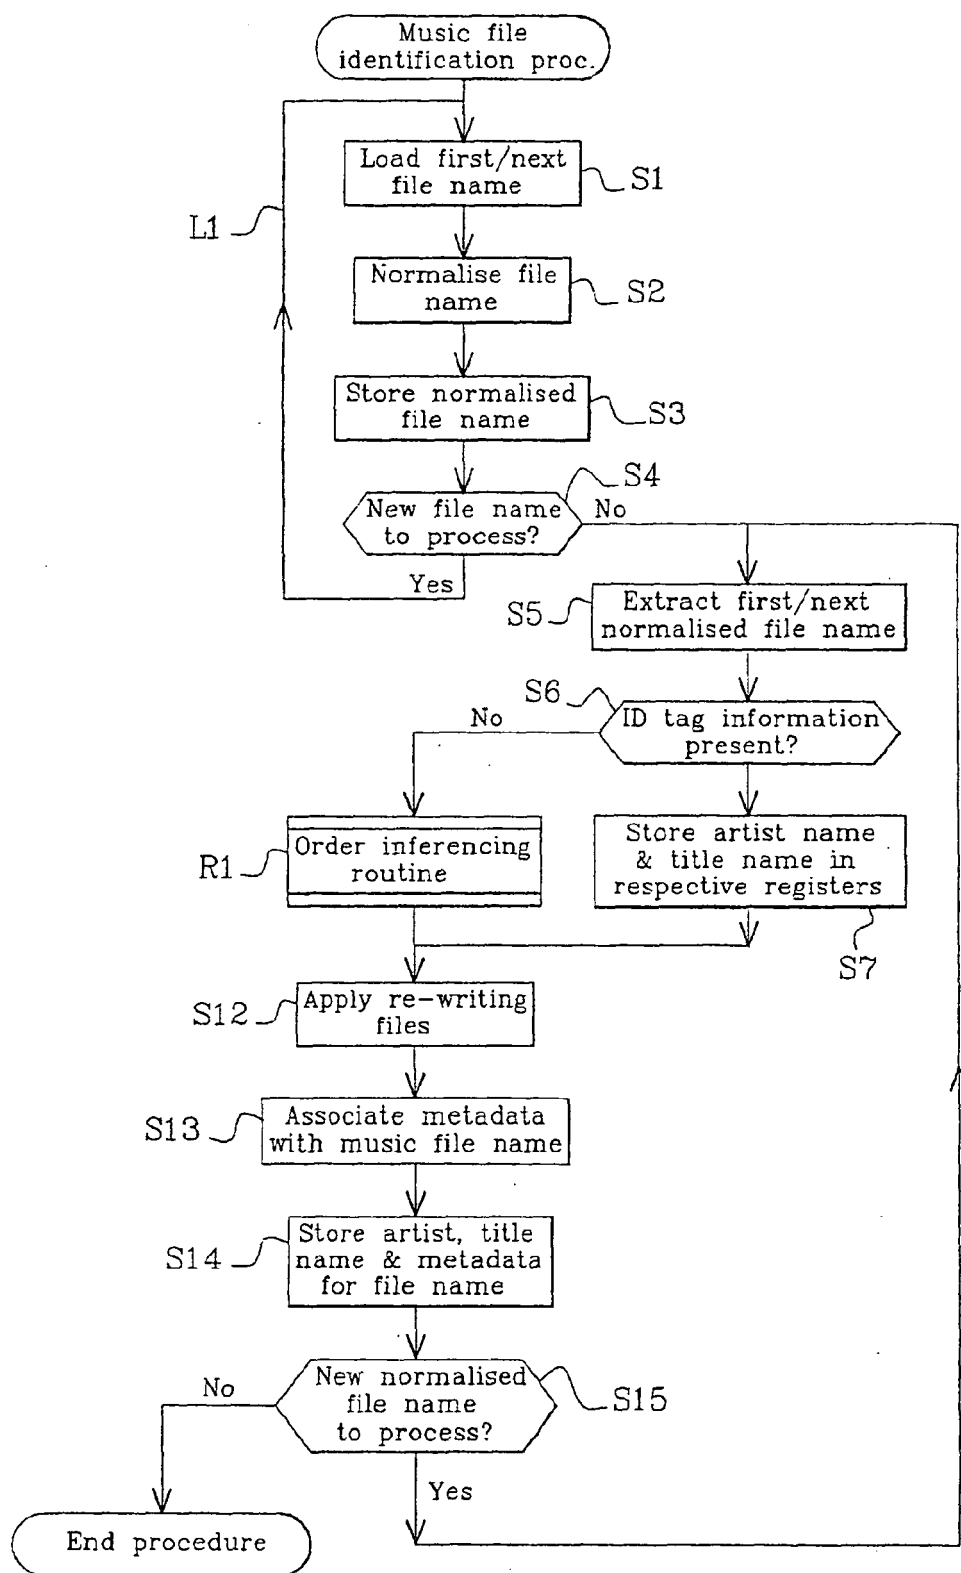 Music file
identification proc.
Load first/next
file name
S1
L1
Normalise file
name
S2
Store normalised
file name
S3
S4
New file name
to process?
No
Yes
S5
Extract first/next
normalised file name
S6
No
ID tag information
present?
R1
Order inferencing
routine
Store artist name
& title name in
respective registers
S7
S12
Apply re-writing
files
S13
Associate metadata
with music file name
S14
Store artist, title
name & metadata
for file name
No
New normalised
file name
to process?
S15
Yes
End procedure